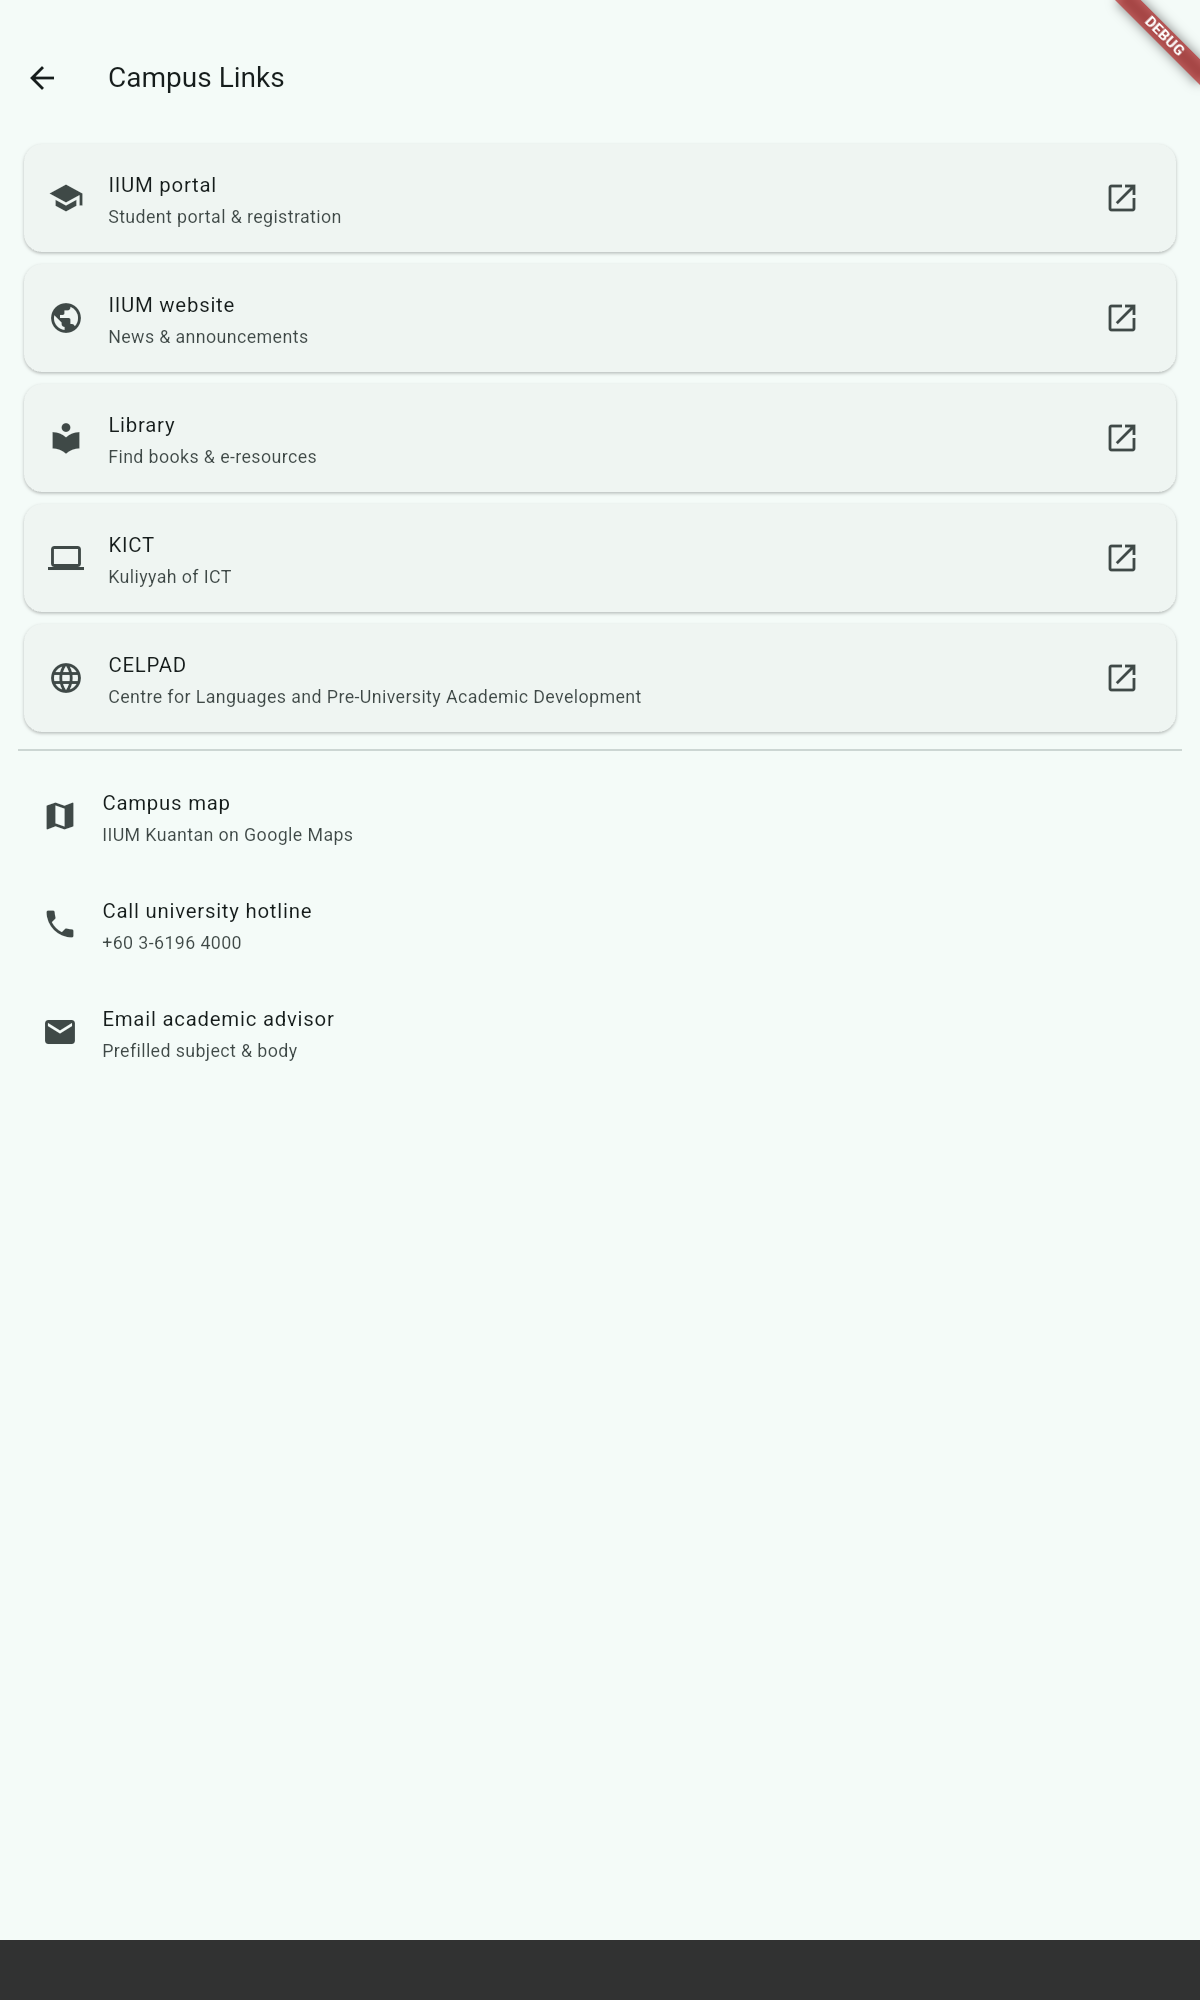 DEBUG
Campus Links
IIUM portal
Student portal & registration
IIUM website
News & announcements
Library
Find books & e-resources
KICT
Kuliyyah of ICT
CELPAD
Centre for Languages and Pre-University Academic Development
Campus map
IIUM Kuantan on Google Maps
Call university hotline
+60 3-6196 4000
Email academic advisor
Prefilled subject & body